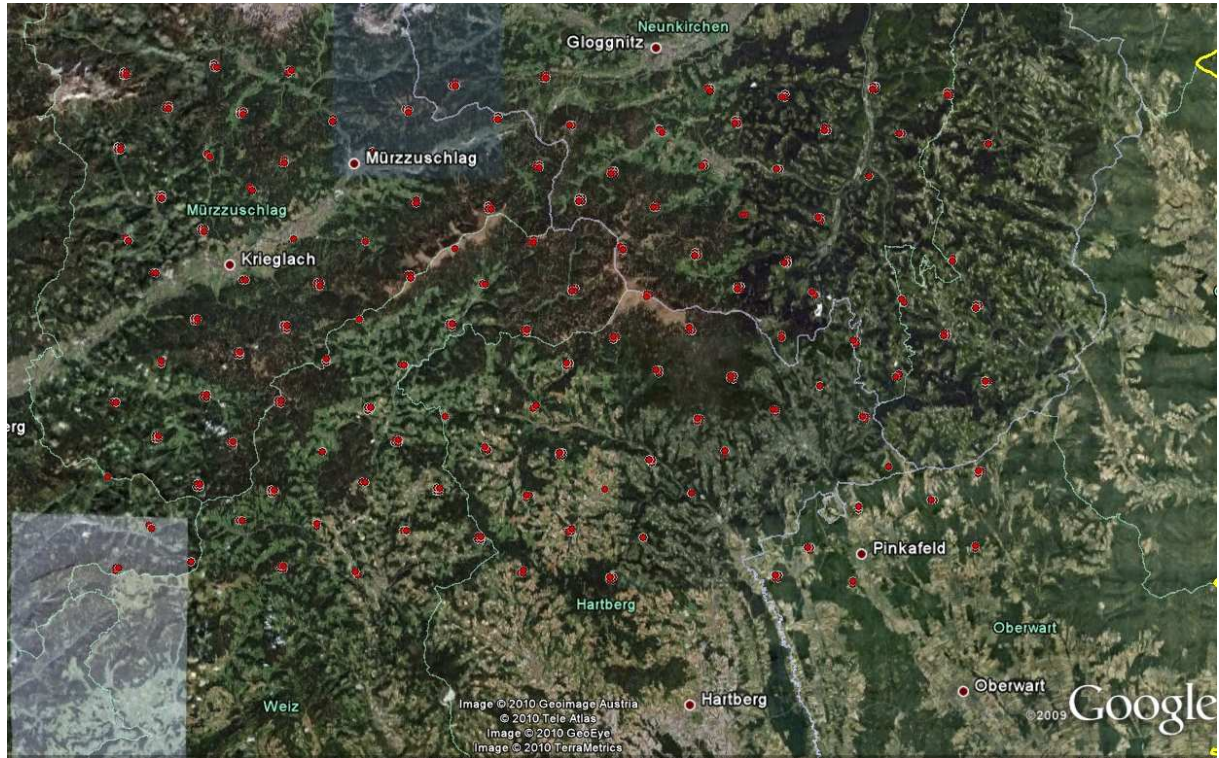 Neunkirchen
Gloggnitz
Mürzzuschlag
Mürzzuschlag
Krieglach
erg
Pinkafeld
Hartberg
Oberwart
Oberwart
Weiz
Hartberg
Image © 2010 Geoimage Austria
© 2010 Tele Atlas
Image © 2010 GeoEye
Image © 2010 TerraMetrics
©2009 Google